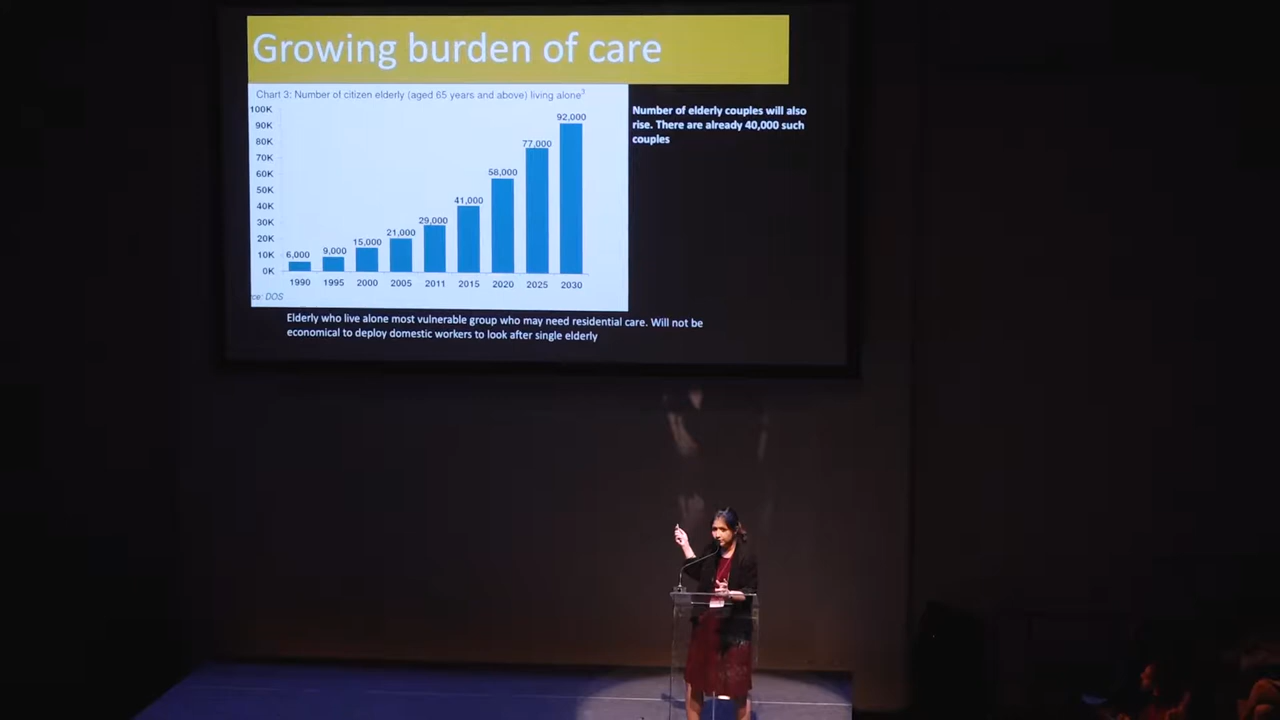 Growing burden of care
Chart 3: Number of citizen elderly (aged 65 years and above) living alone3
100K
90K
80K
70K
60K
50K
40K
30K
20K
10K
0K
6,000
9,000
15,000
21,000
29,000
41,000
58,000
77,000
92,000
1990 1995 2000 2005 2011 2015 2020 2025 2030
ce: DOS
Number of elderly couples will also
rise. There are already 40,000 such
couples
Elderly who live alone most vulnerable group who may need residential care. Will not be
economical to deploy domestic workers to look after single elderly